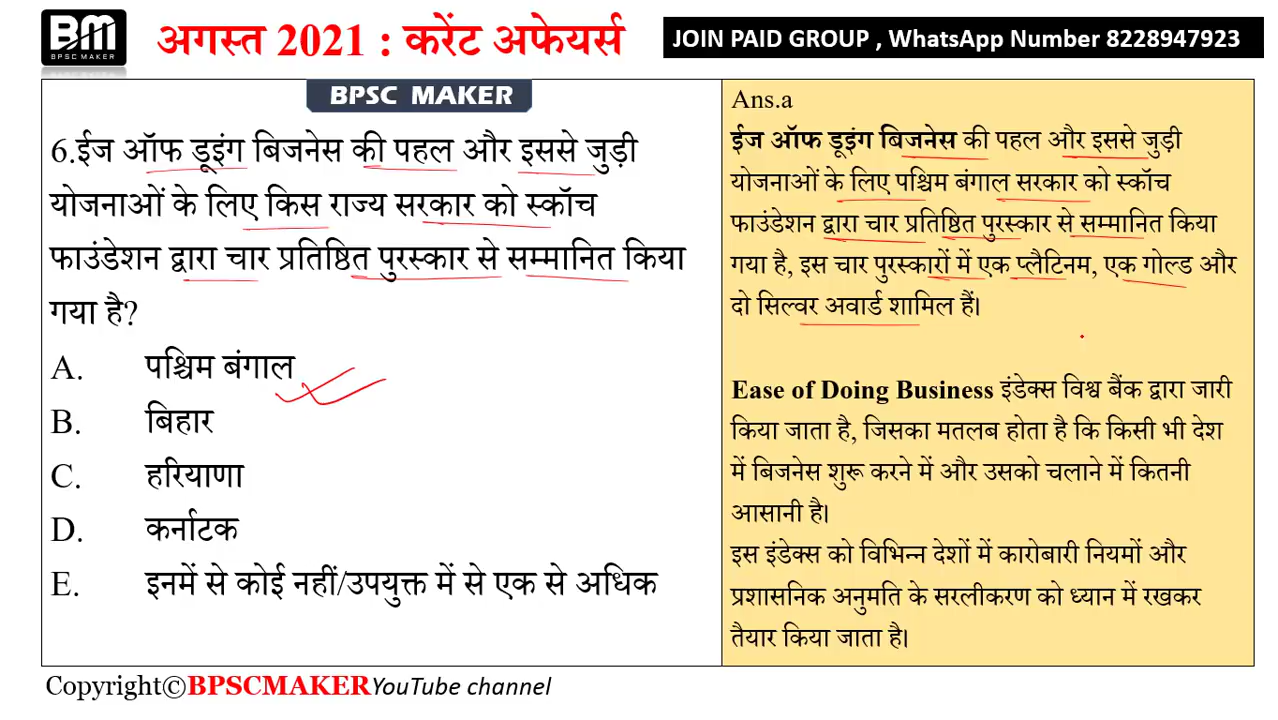 BM
BPSC MAKER
अगस्त 2021 : करेंट अफेयर्स
JOIN PAID GROUP , WhatsApp Number 8228947923
BPSC MAKER
6.ईज ऑफ डूइंग बिजनेस की पहल और इससे जुड़ी
योजनाओं के लिए किस राज्य सरकार को स्कॉच
फाउंडेशन द्वारा चार प्रतिष्ठित पुरस्कार से सम्मानित किया
गया है?
A. पश्चिम बंगाल
B. बिहार
C. हरियाणा
D. कर्नाटक
E. इनमें से कोई नहीं/उपयुक्त में से एक से अधिक
Ans.a
ईज ऑफ डूइंग बिजनेस की पहल और इससे जुड़ी
योजनाओं के लिए पश्चिम बंगाल सरकार को स्कॉच
फाउंडेशन द्वारा चार प्रतिष्ठित पुरस्कार से सम्मानित किया
गया है, इस चार पुरस्कारों में एक प्लैटिनम, एक गोल्ड और
दो सिल्वर अवार्ड शामिल हैं।
Ease of Doing Business इंडेक्स विश्व बैंक द्वारा जारी
किया जाता है, जिसका मतलब होता है कि किसी भी देश
में बिजनेस शुरू करने में और उसको चलाने में कितनी
आसानी है।
इस इंडेक्स को विभिन्न देशों में कारोबारी नियमों और
प्रशासनिक अनुमति के सरलीकरण को ध्यान में रखकर
तैयार किया जाता है।
Copyright©BPSCMAKERYouTube channel